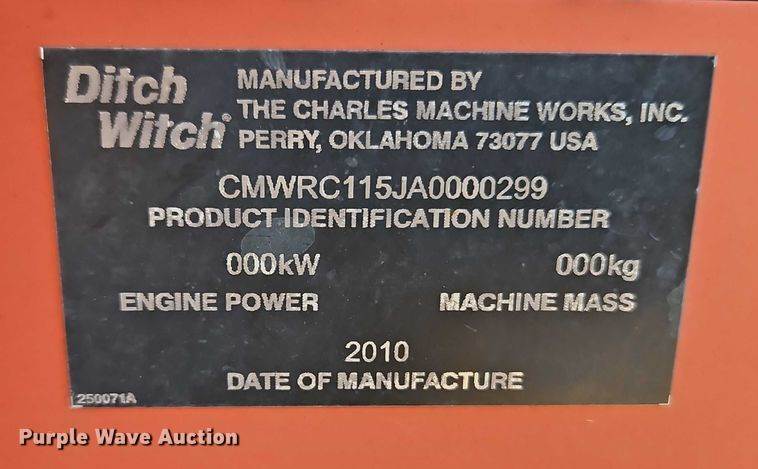 Ditch Witch®
MANUFACTURED BY
THE CHARLES MACHINE WORKS, INC.
PERRY, OKLAHOMA 73077 USA
CMWRC115JA0000299
PRODUCT IDENTIFICATION NUMBER
000kW 000kg
ENGINE POWER MACHINE MASS
2010
DATE OF MANUFACTURE
250071A
Purple Wave Auction